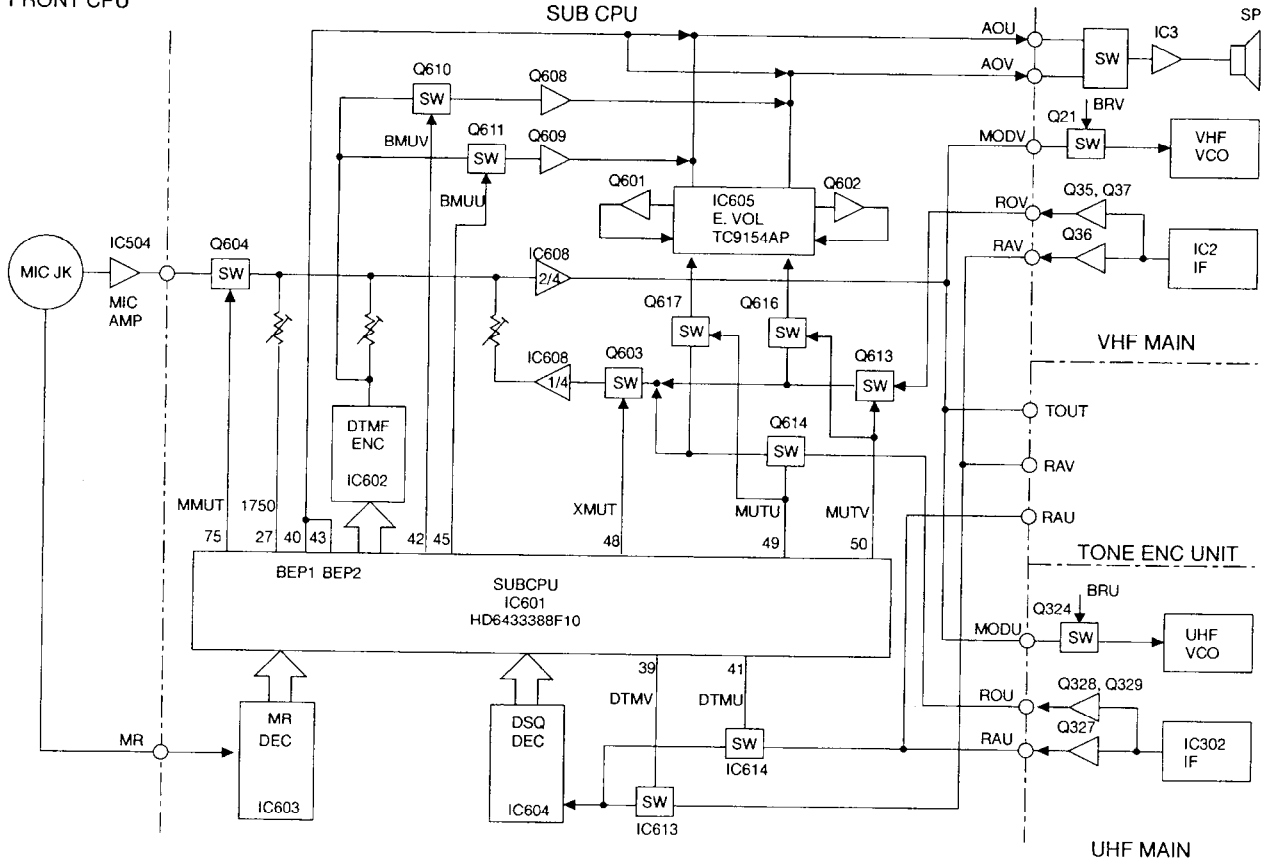 FRONT CPU
SUB CPU
SP
AOU
IC3
SW
AOV
Q610
Q608
SW
BRV
Q21
Q611
BMUV
Q609
MODV
SW
VHF
VCO
SW
BMUU
Q601
IC605
E. VOL
TC9154AP
Q602
Q35, Q37
ROV
IC504
Q604
IC608
Q36
RAV
IC2
IF
MIC JK
SW
2/4
MIC
AMP
Q617
Q616
SW
SW
VHF MAIN
IC608
Q603
Q613
1/4
SW
SW
TOUT
DTMF
ENC
IC602
Q614
SW
RAV
MMUT
1750
XMUT
MUTU
MUTV
RAU
75
27
40
43
42
45
48
49
50
TONE ENC UNIT
BEP1 BEP2
SUBCPU
IC601
HD6433388F10
BRU
Q324
MODU
SW
UHF
VCO
39
41
DTMV
DTMU
Q328, Q329
ROU
MR
DEC
IC603
DSQ
DEC
IC604
Q327
MR
SW
IC614
RAU
IC302
IF
SW
IC613
UHF MAIN